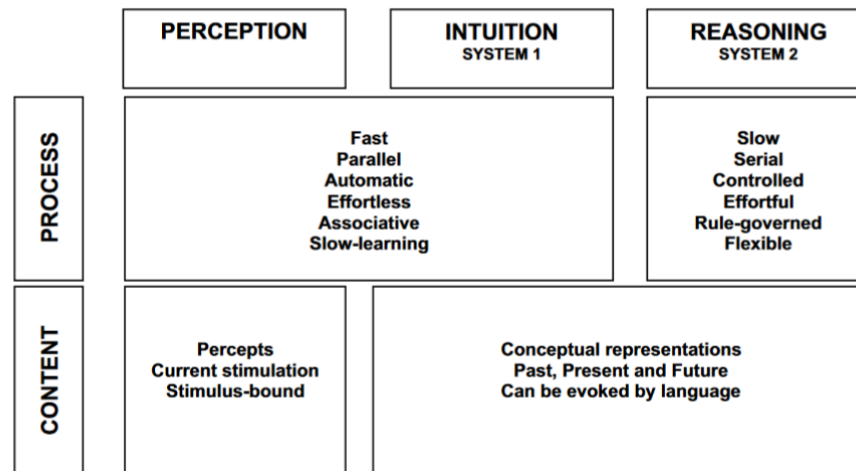 PERCEPTION
INTUITION
SYSTEM 1
REASONING
SYSTEM 2
PROCESS
Fast
Parallel
Automatic
Effortless
Associative
Slow-learning
Slow
Serial
Controlled
Effortful
Rule-governed
Flexible
CONTENT
Percepts
Current stimulation
Stimulus-bound
Conceptual representations
Past, Present and Future
Can be evoked by language